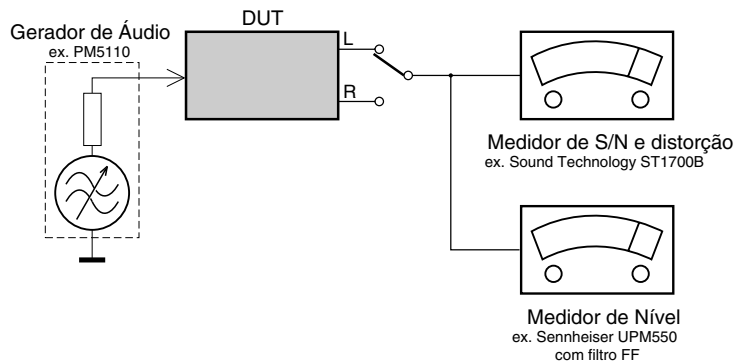 DUT
Gerador de Áudio
ex. PM5110
L
R
Medidor de S/N e distorção
ex. Sound Technology ST1700B
Medidor de Nível
ex. Sennheiser UPM550
com filtro FF